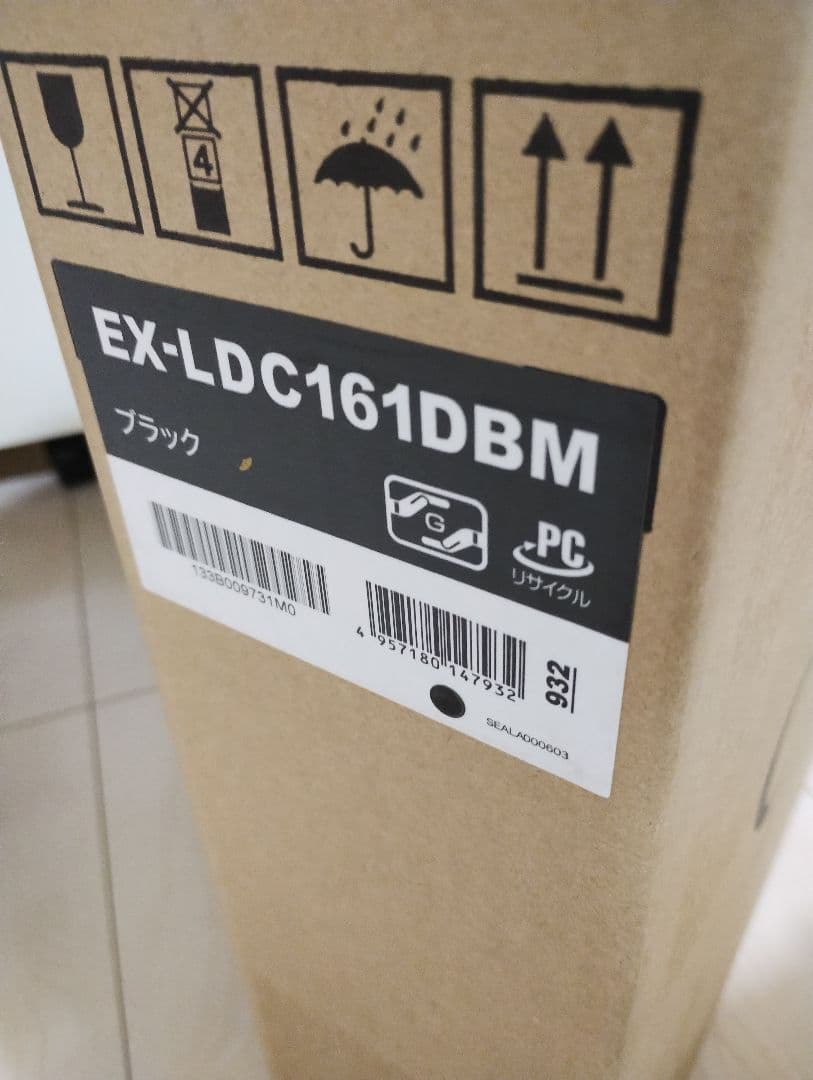 4
EX-LDC161DBM
ブラック
G
PC
リサイクル
133B009731M0
4 957180 147932
932
SEALA000603